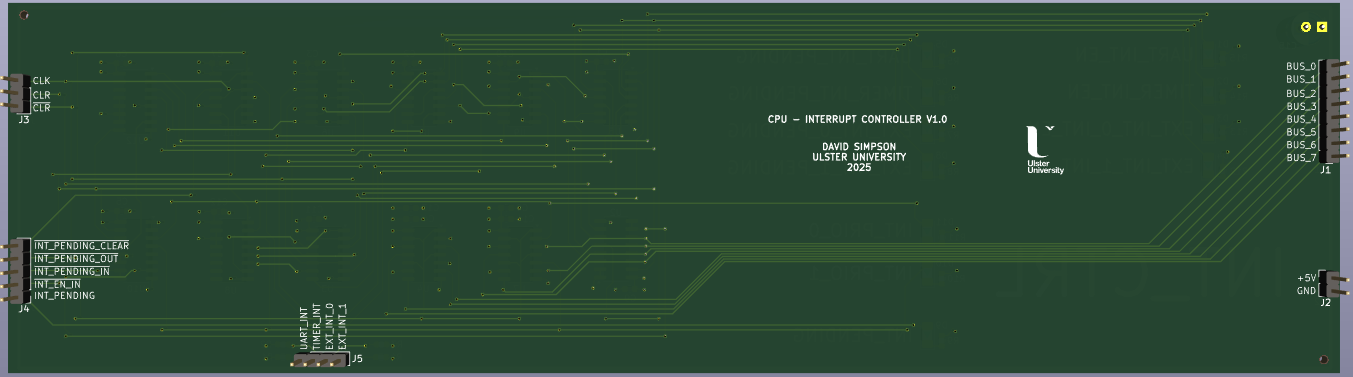 CLK
CLR
CLR
J3
BUS_0
BUS_1
BUS_2
BUS_3
BUS_4
BUS_5
BUS_6
BUS_7
J1
CPU – INTERRUPT CONTROLLER V1.0
DAVID SIMPSON
ULSTER UNIVERSITY
2025
Ulster
University
INT_PENDING_CLEAR
INT_PENDING_OUT
INT_PENDING_IN
INT_EN_IN
INT_PENDING
J4
+5V
GND
J2
UART_INT
TIMER_INT
EXT_INT_0
EXT_INT_1
J5